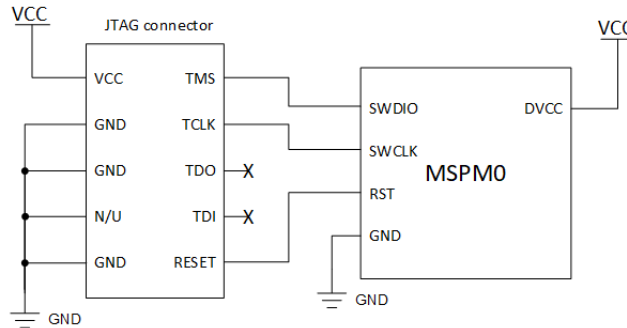 VCC
JTAG connector
VCC
VCC
TMS
GND
TCLK
GND
TDO
X
N/U
TDI
X
GND
RESET
GND
SWDIO
DVCC
SWCLK
MSPM0
RST
GND
GND